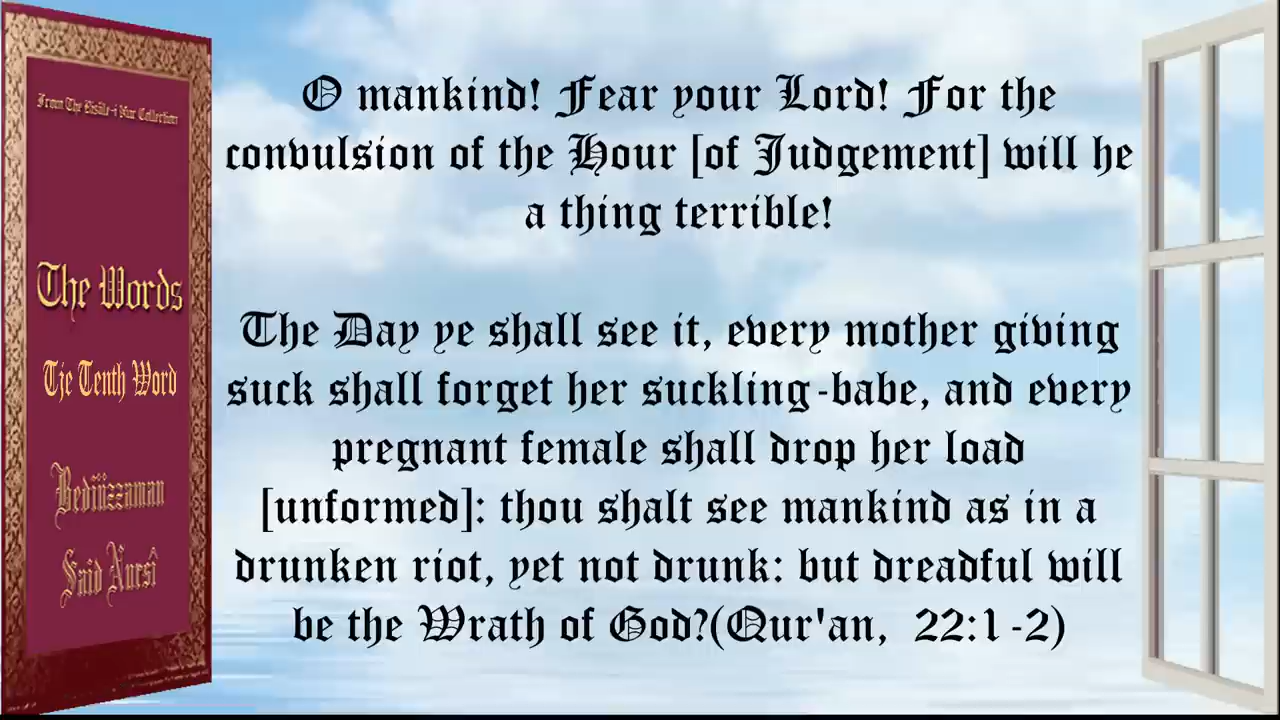 From The Risale-i Nur Collection
The Words
Tje Tenth Word
Bediüzzaman
Said Nursî
O mankind! Fear your Lord! For the
convulsion of the Hour [of Judgement] will be
a thing terrible!
The Day ye shall see it, every mother giving
suck shall forget her suckling-babe, and every
pregnant female shall drop her load
[unformed]: thou shalt see mankind as in a
drunken riot, yet not drunk: but dreadful will
be the Wrath of God?(Qur'an, 22:1-2)